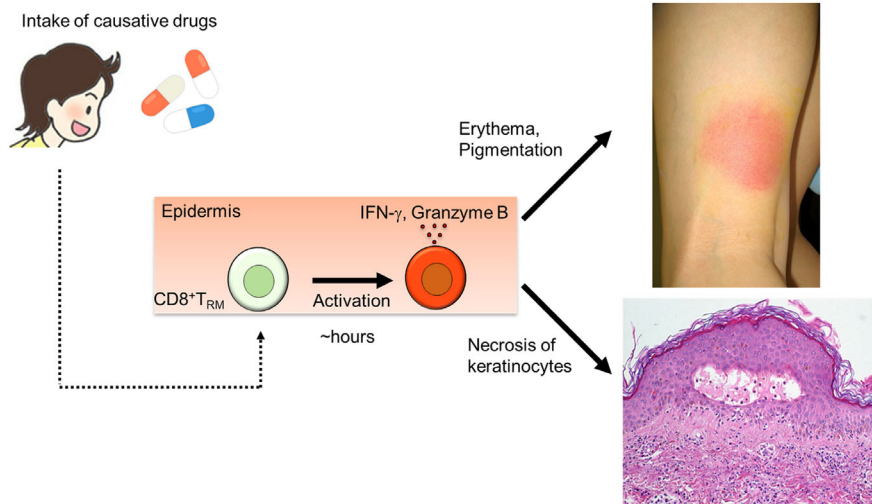 Intake of causative drugs
Erythema,
Pigmentation
Epidermis
IFN-γ, Granzyme B
CD8⁺T_RM
Activation
~hours
Necrosis of
keratinocytes